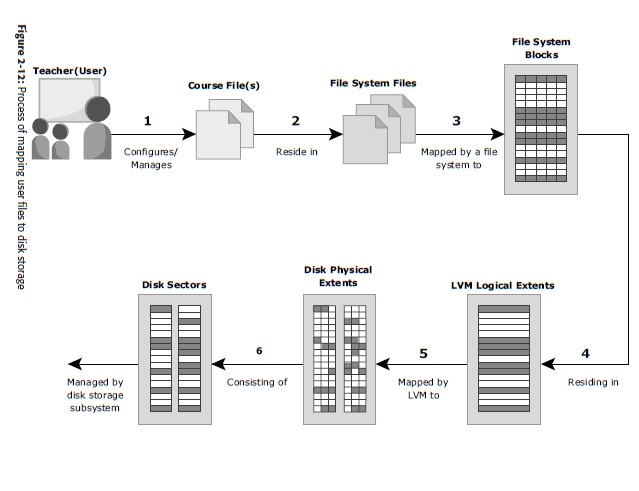 Figure 2-12: Process of mapping user files to disk storage
Teacher(User)
1
Configures/
Manages
Course File(s)
2
Reside in
File System Files
3
Mapped by a file
system to
File System
Blocks
4
Residing in
LVM Logical Extents
5
Mapped by
LVM to
Disk Physical
Extents
6
Consisting of
Disk Sectors
Managed by
disk storage
subsystem